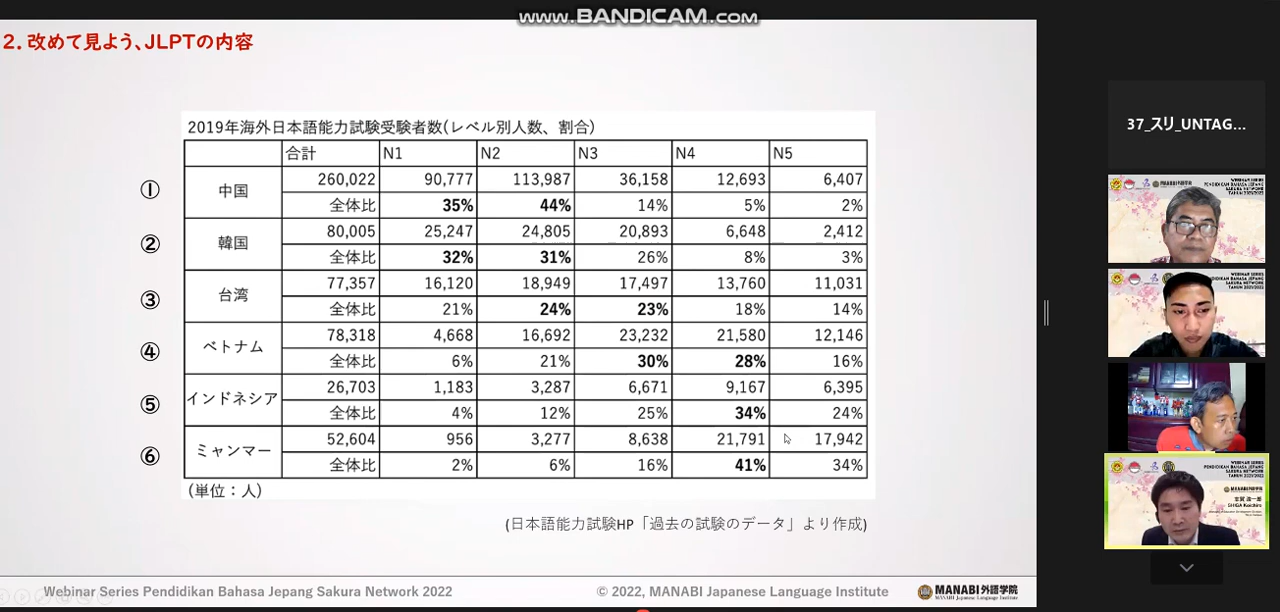 www.BANDICAM.com
2. 改めて見よう、JLPTの内容
2019年海外日本語能力試験受験者数(レベル別人数、割合)
合計 N1 N2 N3 N4 N5
① 中国 260,022 90,777 113,987 36,158 12,693 6,407
全体比 35% 44% 14% 5% 2%
② 韓国 80,005 25,247 24,805 20,893 6,648 2,412
全体比 32% 31% 26% 8% 3%
③ 台湾 77,357 16,120 18,949 17,497 13,760 11,031
全体比 21% 24% 23% 18% 14%
④ ベトナム 78,318 4,668 16,692 23,232 21,580 12,146
全体比 6% 21% 30% 28% 16%
⑤ インドネシア 26,703 1,183 3,287 6,671 9,167 6,395
全体比 4% 12% 25% 34% 24%
⑥ ミャンマー 52,604 956 3,277 8,638 21,791 17,942
全体比 2% 6% 16% 41% 34%
(単位：人)
(日本語能力試験HP「過去の試験のデータ」より作成)
Webinar Series Pendidikan Bahasa Jepang Sakura Network 2022
© 2022, MANABI Japanese Language Institute
MANABI外語学院
MANABI Japanese Language Institute
37_スリ_UNTAG...